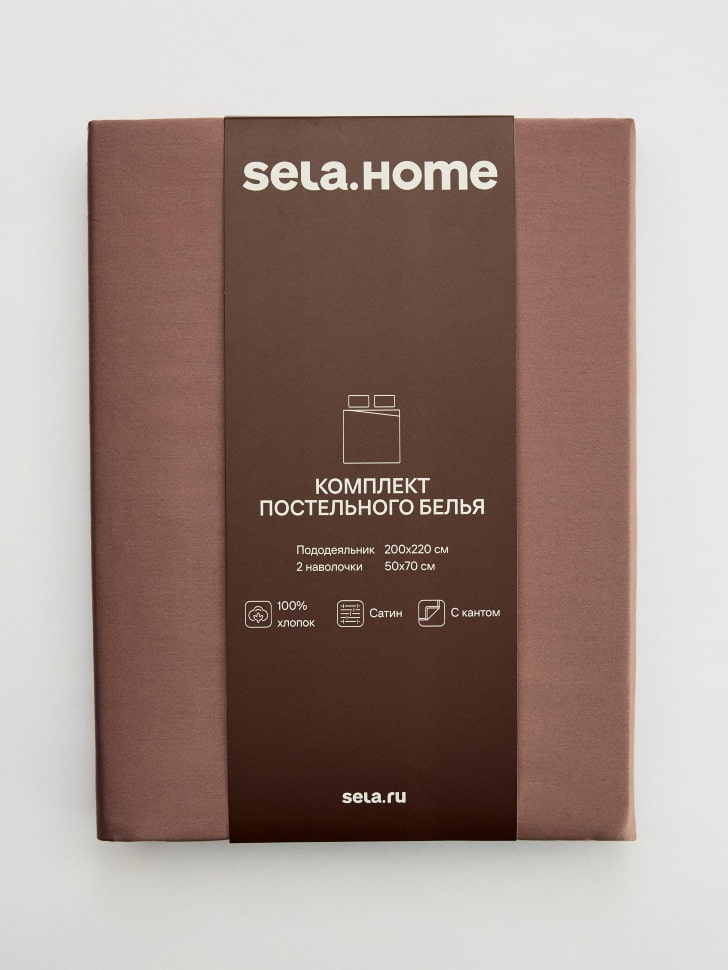 sela.Home
КОМПЛЕКТ
ПОСТЕЛЬНОГО БЕЛЬЯ
Пододеяльник 200x220 см
2 наволочки 50x70 см
100% хлопок
Сатин
С кантом
sela.ru